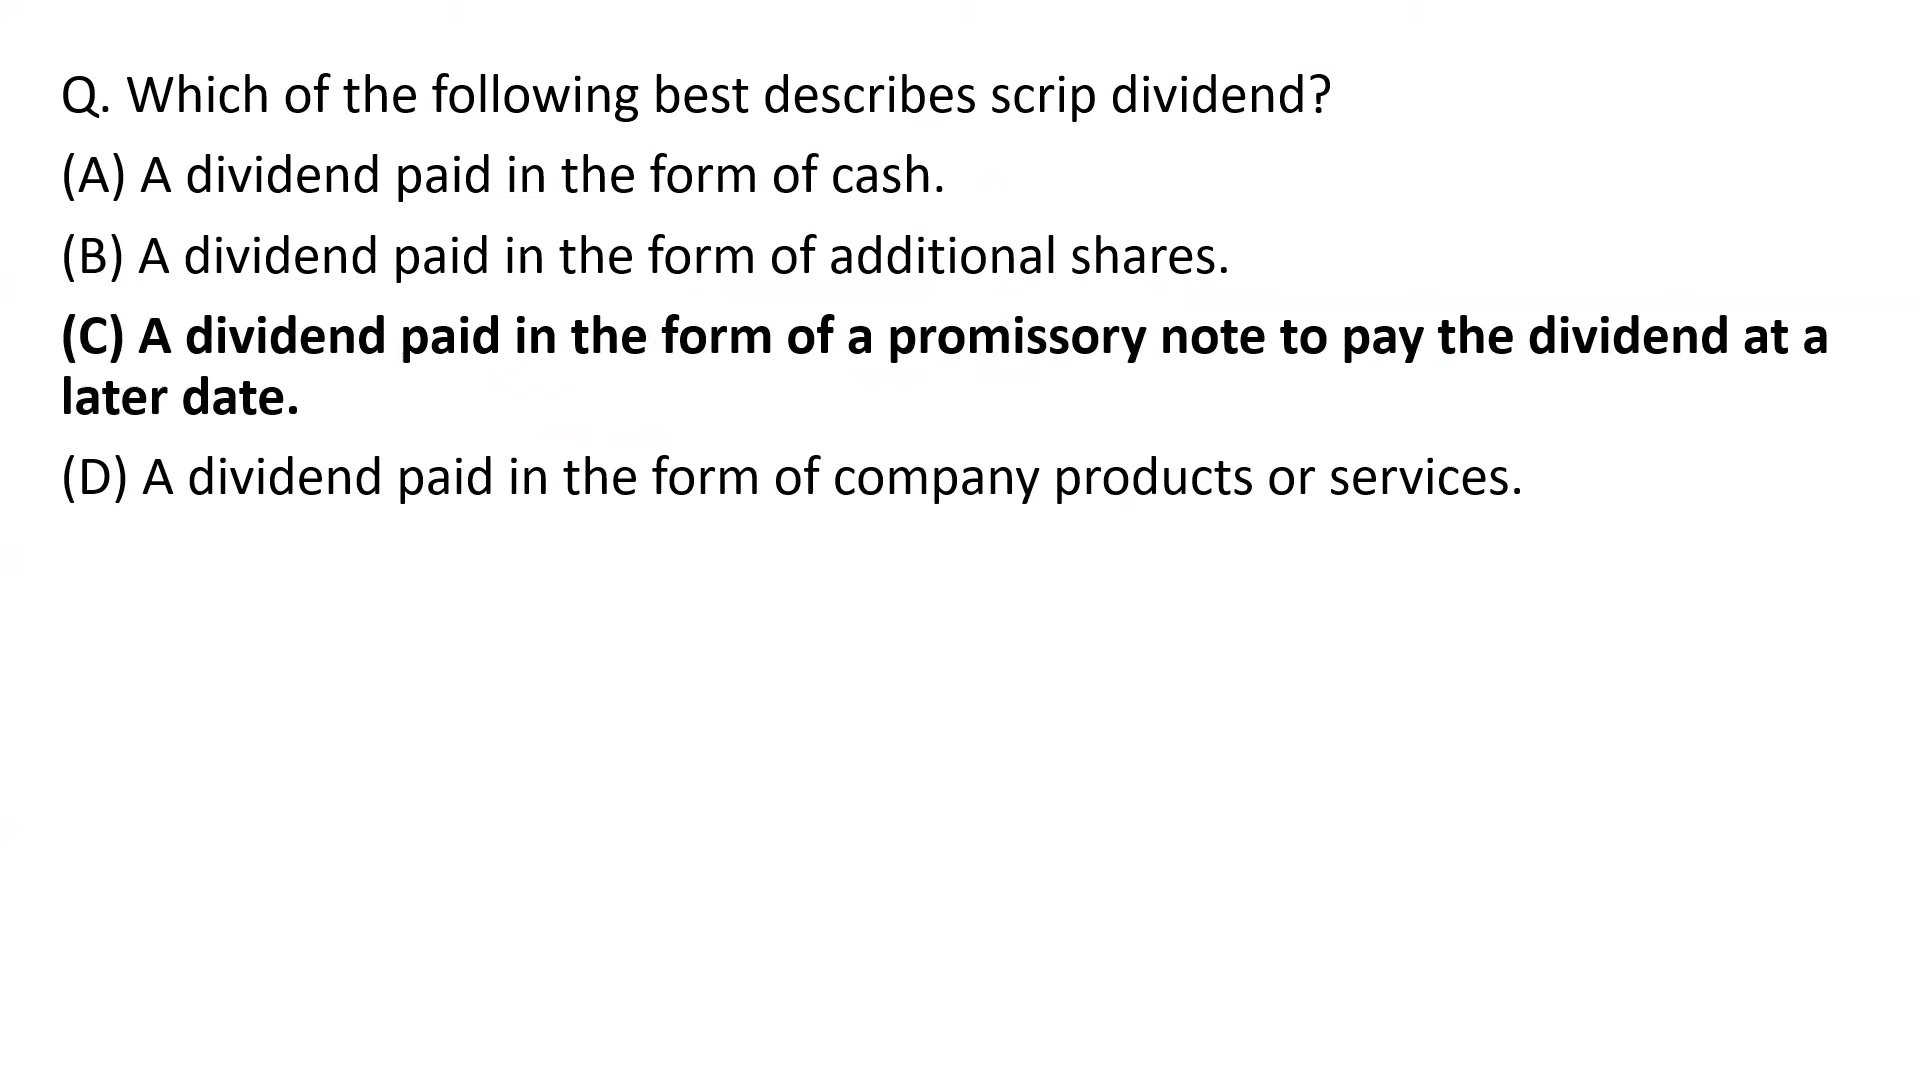 Q. Which of the following best describes scrip dividend?
(A) A dividend paid in the form of cash.
(B) A dividend paid in the form of additional shares.
(C) A dividend paid in the form of a promissory note to pay the dividend at a
later date.
(D) A dividend paid in the form of company products or services.